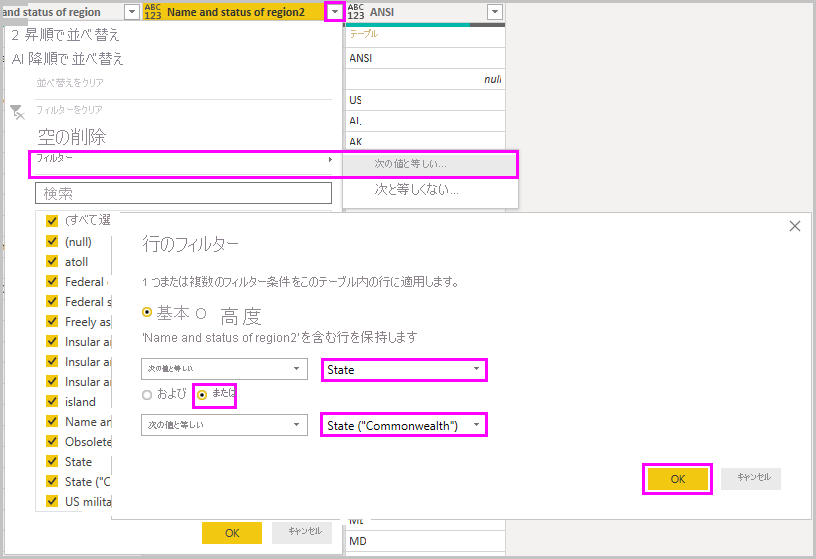 us of region
ABC 123 Name and status of region2
ABC 123 ANSI
2 昇順で並べ替え
AI 降順で並べ替え
並べ替えをクリア
フィルターをクリア
空の削除
フィルター
検索
(すべて選
(null)
atoll
Federal
Federal s
Freely as
Insular ar
Insular ar
Insular ar
island
Name an
Obsolete
State
State ("C
US milita
OK
キャンセル
テーブル
ANSI
null
US
AL
AK
次の値と等しい...
次と等しくない...
行のフィルター
1 つまたは複数のフィルター条件をこのテーブル内の行に適用します。
基本 O 高度
'Name and status of region2'を含む行を保持します
次の値と等しい
State
および
または
次の値と等しい
State ("Commonwealth")
OK
キャンセル
MD